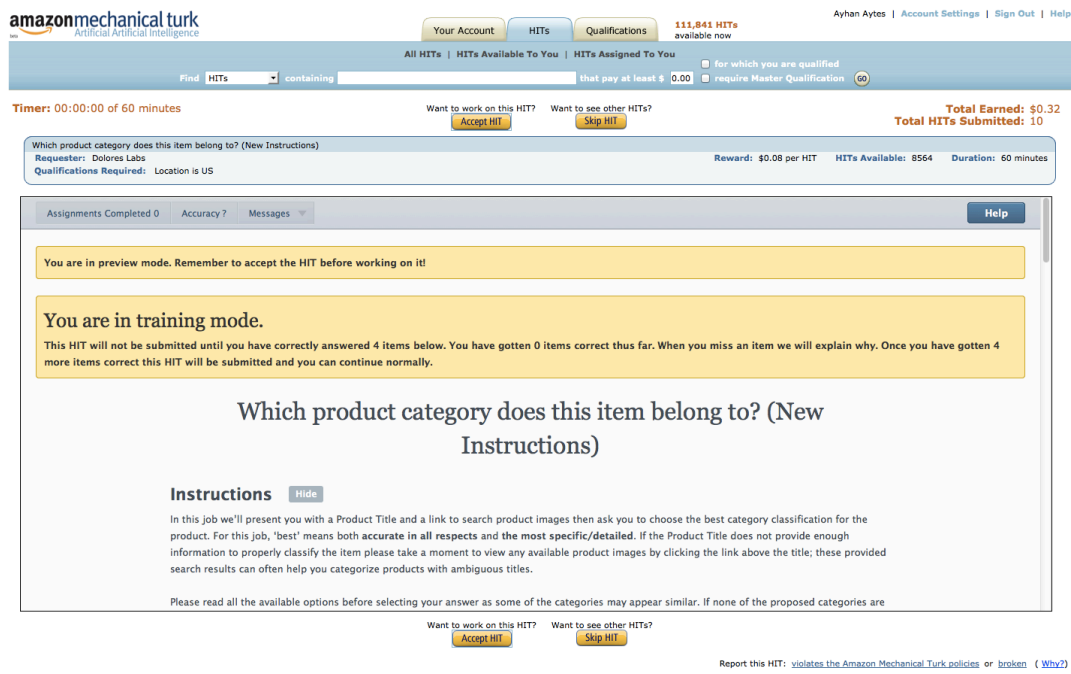 Ayhan Aytes | Account Settings | Sign Out | Help
amazonmechanical turk
beta
Artificial Artificial Intelligence
Your Account
HITs
Qualifications
111,841 HITs
available now
All HITs | HITs Available To You | HITs Assigned To You
Find HITs containing that pay at least $ 0.00
for which you are qualified
require Master Qualification
GO
Timer: 00:00:00 of 60 minutes
Want to work on this HIT?
Accept HIT
Want to see other HITs?
Skip HIT
Total Earned: $0.32
Total HITs Submitted: 10
Which product category does this item belong to? (New Instructions)
Requester: Dolores Labs
Reward: $0.08 per HIT
HITs Available: 8564
Duration: 60 minutes
Qualifications Required: Location is US
Assignments Completed 0
Accuracy ?
Messages
Help
You are in preview mode. Remember to accept the HIT before working on it!
You are in training mode.
This HIT will not be submitted until you have correctly answered 4 items below. You have gotten 0 items correct thus far. When you miss an item we will explain why. Once you have gotten 4
more items correct this HIT will be submitted and you can continue normally.
Which product category does this item belong to? (New
Instructions)
Instructions
Hide
In this job we'll present you with a Product Title and a link to search product images then ask you to choose the best category classification for the
product. For this job, 'best' means both accurate in all respects and the most specific/detailed. If the Product Title does not provide enough
information to properly classify the item please take a moment to view any available product images by clicking the link above the title; these provided
search results can often help you categorize products with ambiguous titles.
Please read all the available options before selecting your answer as some of the categories may appear similar. If none of the proposed categories are
Want to work on this HIT?
Accept HIT
Want to see other HITs?
Skip HIT
Report this HIT: violates the Amazon Mechanical Turk policies or broken ( Why?)